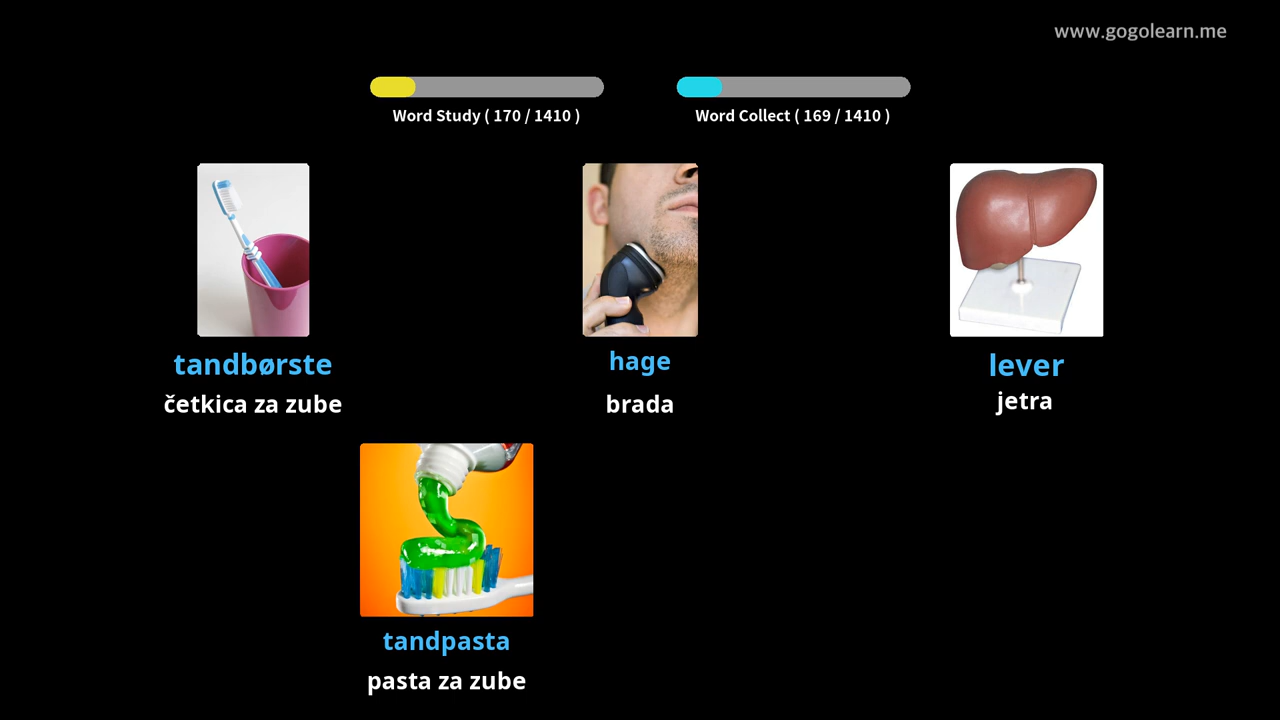 www.gogolearn.me
Word Study ( 170 / 1410 )
Word Collect ( 169 / 1410 )
tandbørste
hage
lever
četkica za zube
brada
jetra
tandpasta
pasta za zube